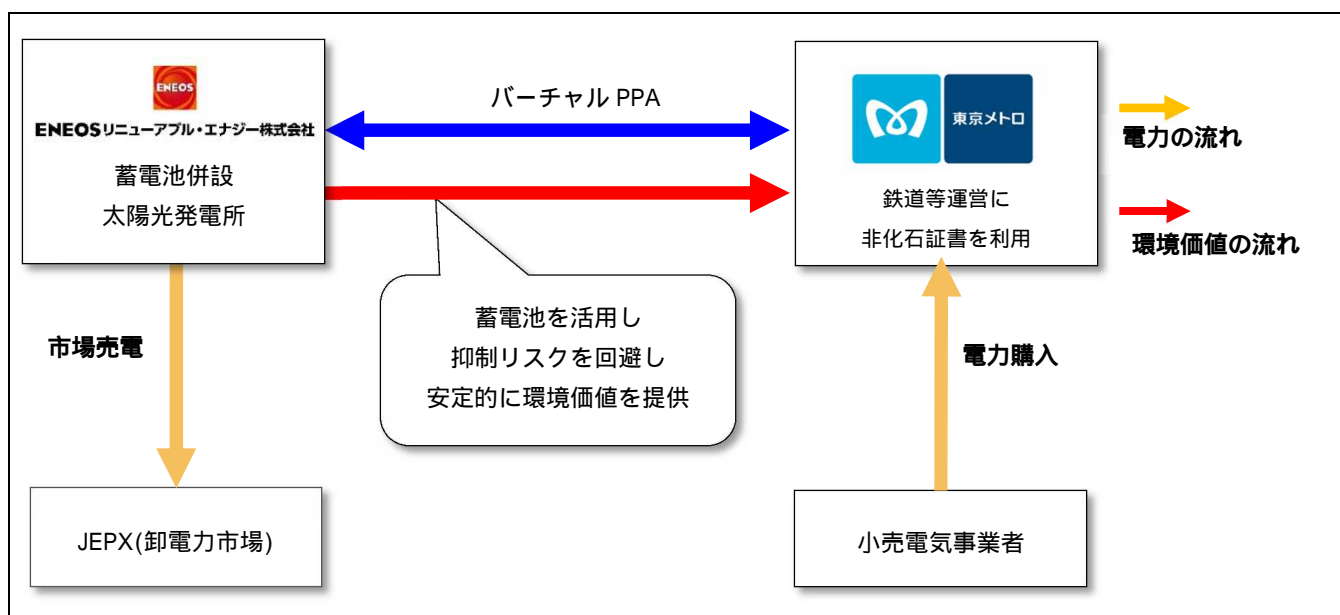 ENEOS
ENEOSリニューアブル・エナジー株式会社
蓄電池併設
太陽光発電所
バーチャル PPA
東京メトロ
鉄道等運営に
非化石証書を利用
電力の流れ
環境価値の流れ
蓄電池を活用し
抑制リスクを回避し
安定的に環境価値を提供
市場売電
電力購入
JEPX(卸電力市場)
小売電気事業者